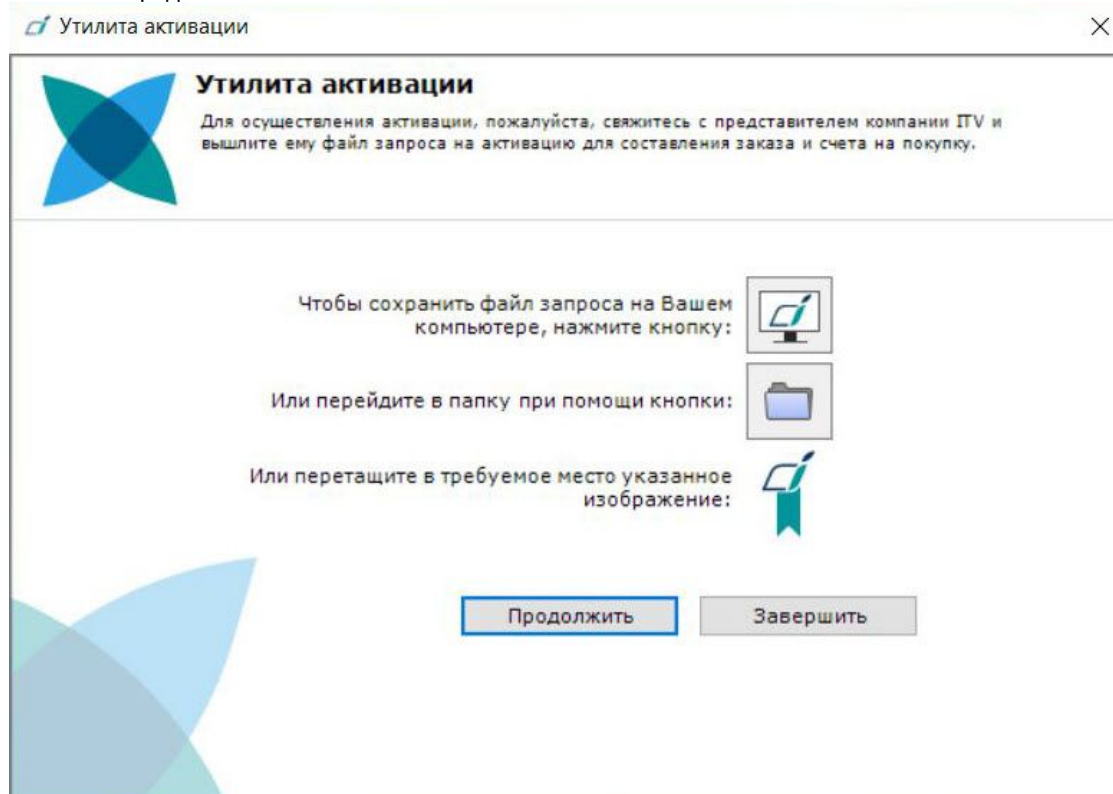 Утилита активации
Утилита активации
Для осуществления активации, пожалуйста, свяжитесь с представителем компании ITV и
вышлите ему файл запроса на активацию для составления заказа и счета на покупку.
Чтобы сохранить файл запроса на Вашем
компьютере, нажмите кнопку:
Или перейдите в папку при помощи кнопки:
Или перетащите в требуемое место указанное
изображение:
Продолжить
Завершить